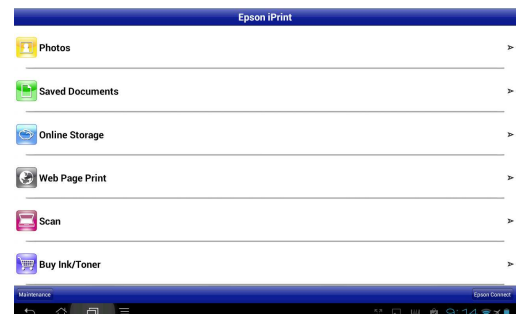 Epson iPrint
Photos
Saved Documents
Online Storage
Web Page Print
Scan
Buy Ink/Toner
Maintenance
Epson Connect